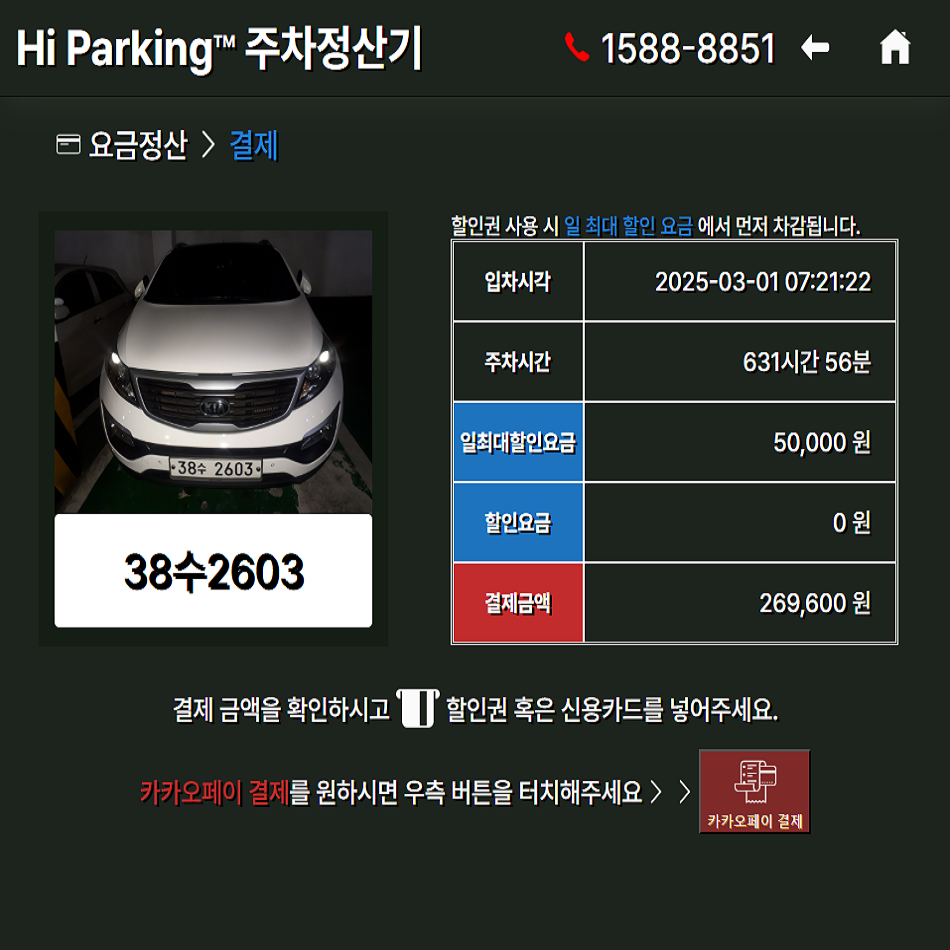 Hi Parking™ 주차정산기 1588-8851
요금정산 > 결제
할인권 사용 시 일 최대 할인 요금 에서 먼저 차감됩니다.
입차시각 2025-03-01 07:21:22
주차시간 631시간 56분
일최대할인요금 50,000 원
할인요금 0 원
결제금액 269,600 원
KIA
38수 2603
38수2603
결제 금액을 확인하시고 할인권 혹은 신용카드를 넣어주세요.
카카오페이 결제를 원하시면 우측 버튼을 터치해주세요 > >
카카오페이 결제